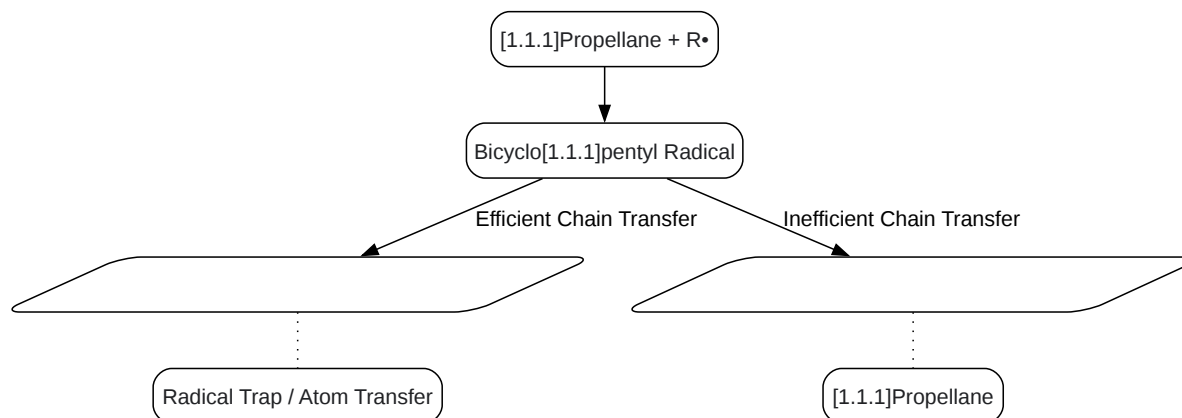 [1.1.1]Propellane + R•
Bicyclo[1.1.1]pentyl Radical
Efficient Chain Transfer
Inefficient Chain Transfer
Radical Trap / Atom Transfer
[1.1.1]Propellane